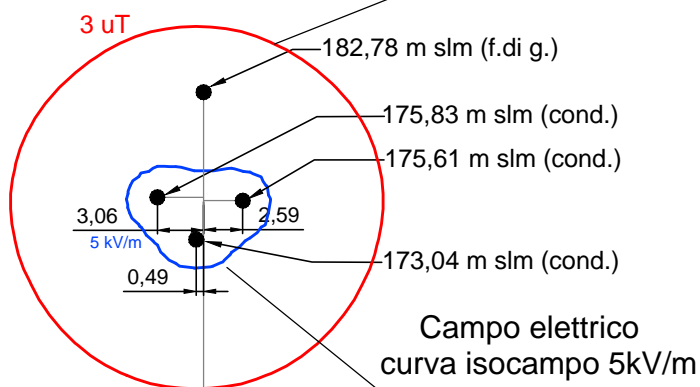 3 uT
182,78 m slm (f.di g.)
175,83 m slm (cond.)
175,61 m slm (cond.)
3,06
2,59
5 kV/m
173,04 m slm (cond.)
0,49
Campo elettrico
curva isocampo 5kV/m